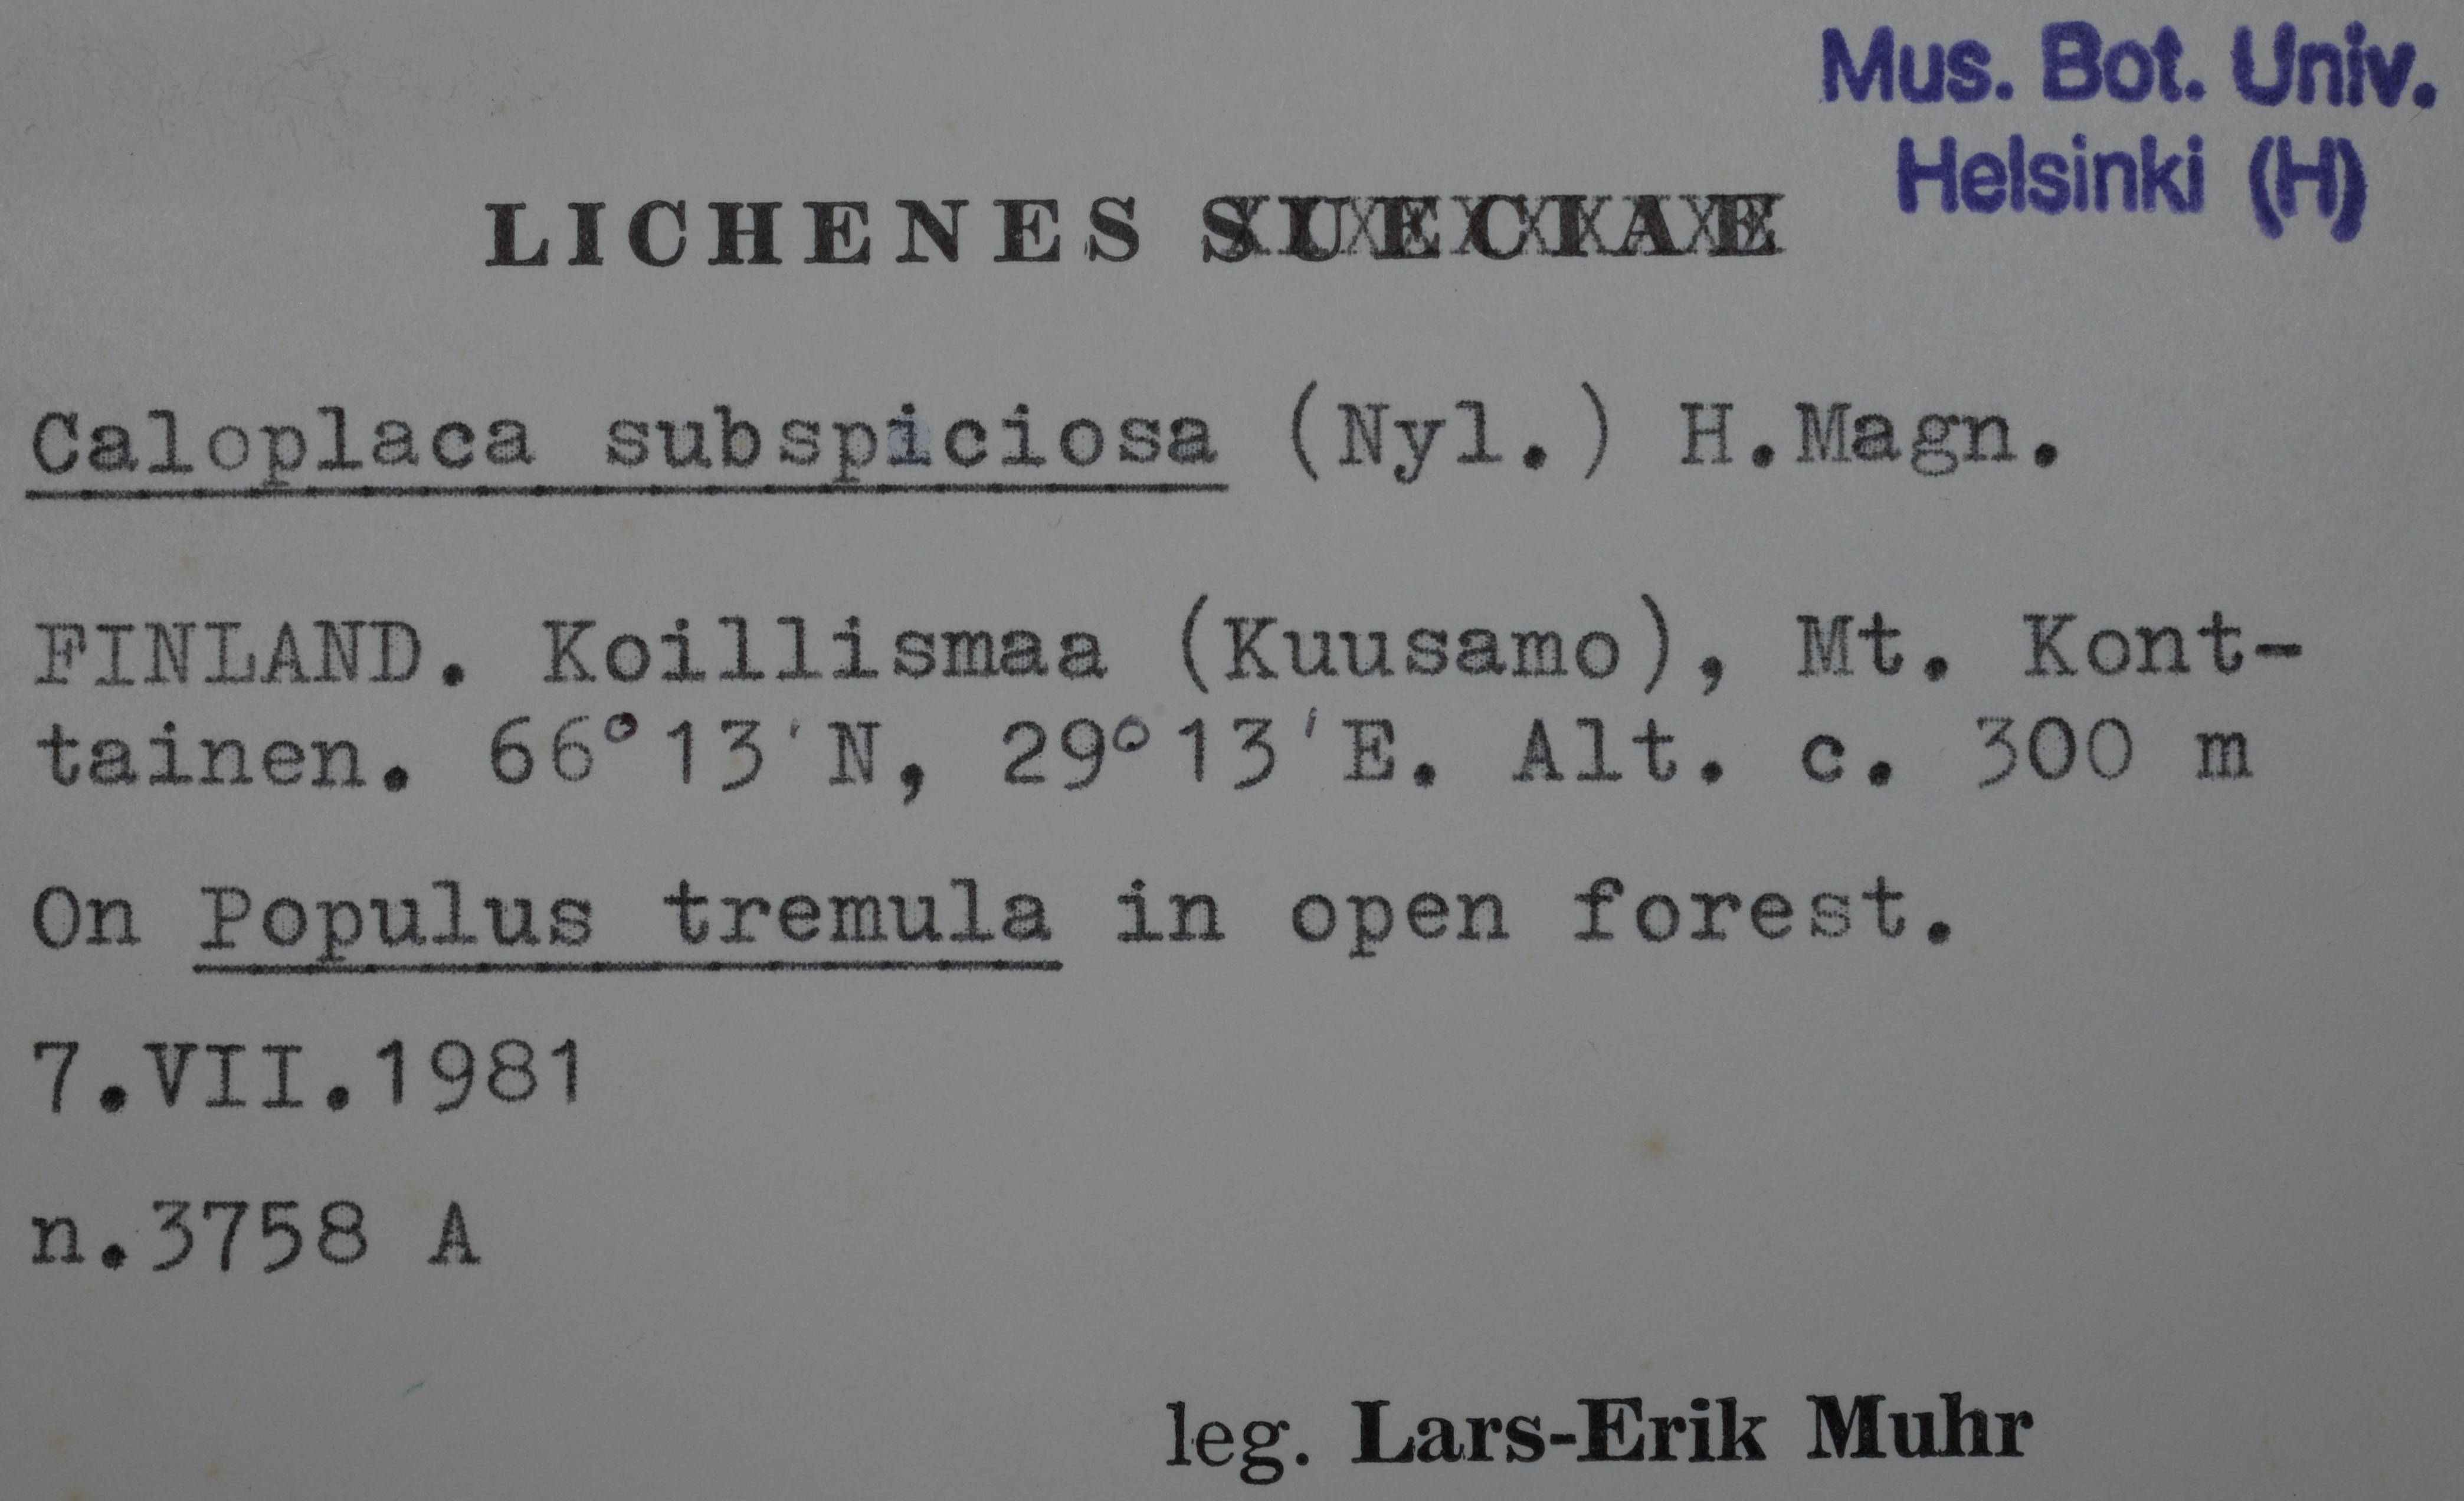 Mus. Bot. Univ.
Helsinki (H)
LICHENES SUECIAE
Caloplaca subspiciosa (Nyl.) H.Magn.
FINLAND. Koillismaa (Kuusamo), Mt. Kont-
tainen. 66°13'N, 29°13'E. Alt. c. 300 m
On Populus tremula in open forest.
7.VII.1981
n.3758 A
leg. Lars-Erik Muhr